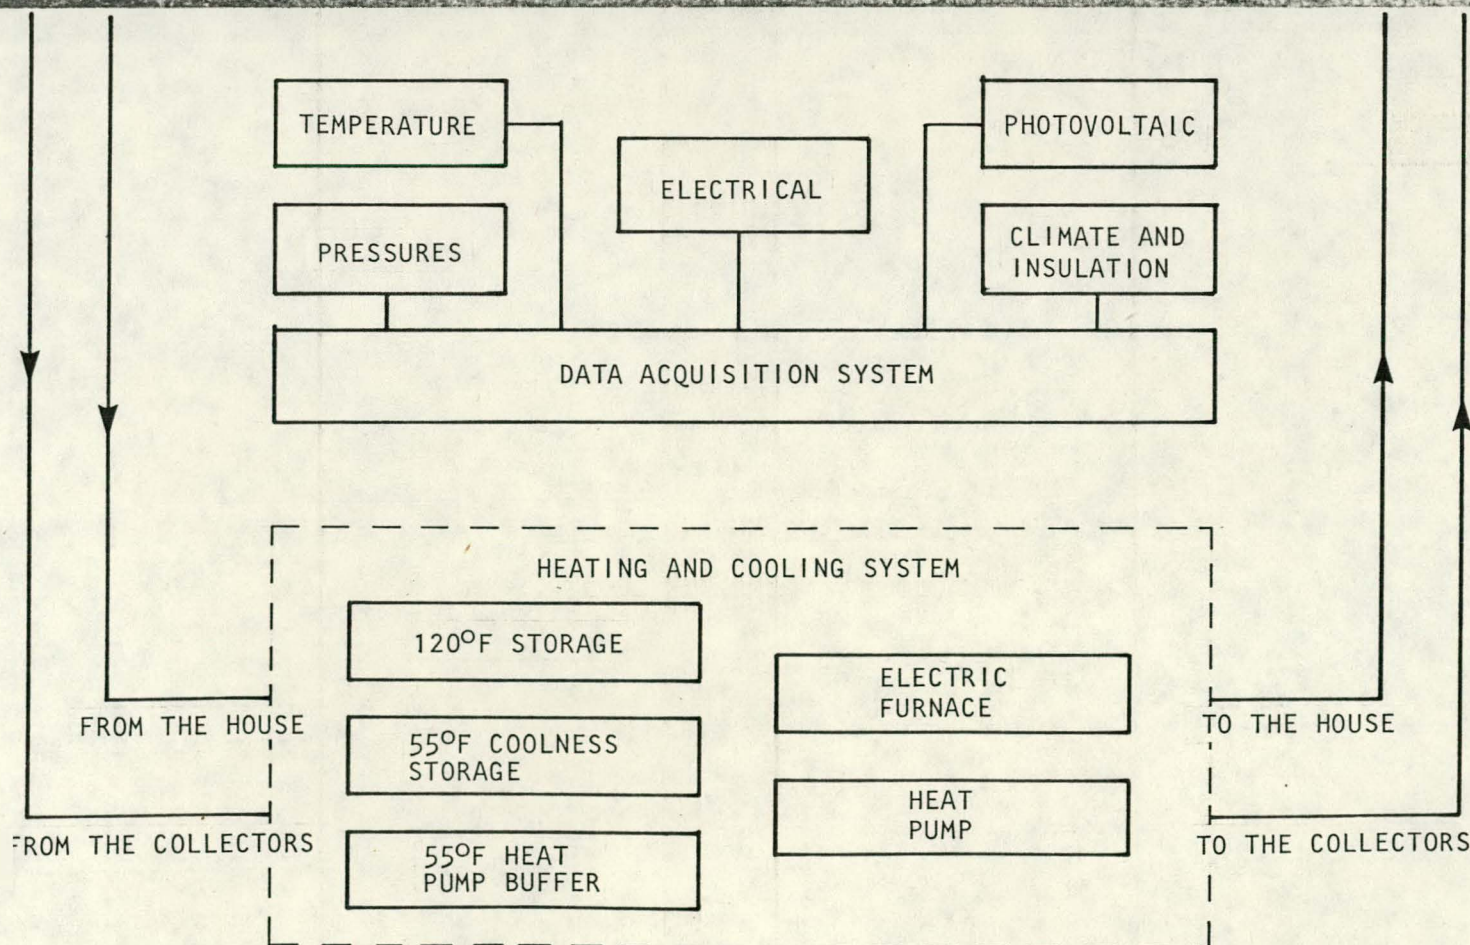 TEMPERATURE
PHOTOVOLTAIC
ELECTRICAL
PRESSURES
CLIMATE AND
INSULATION
DATA ACQUISITION SYSTEM
HEATING AND COOLING SYSTEM
120°F STORAGE
ELECTRIC
FURNACE
FROM THE HOUSE
TO THE HOUSE
55°F COOLNESS
STORAGE
HEAT
PUMP
FROM THE COLLECTORS
TO THE COLLECTORS
55°F HEAT
PUMP BUFFER